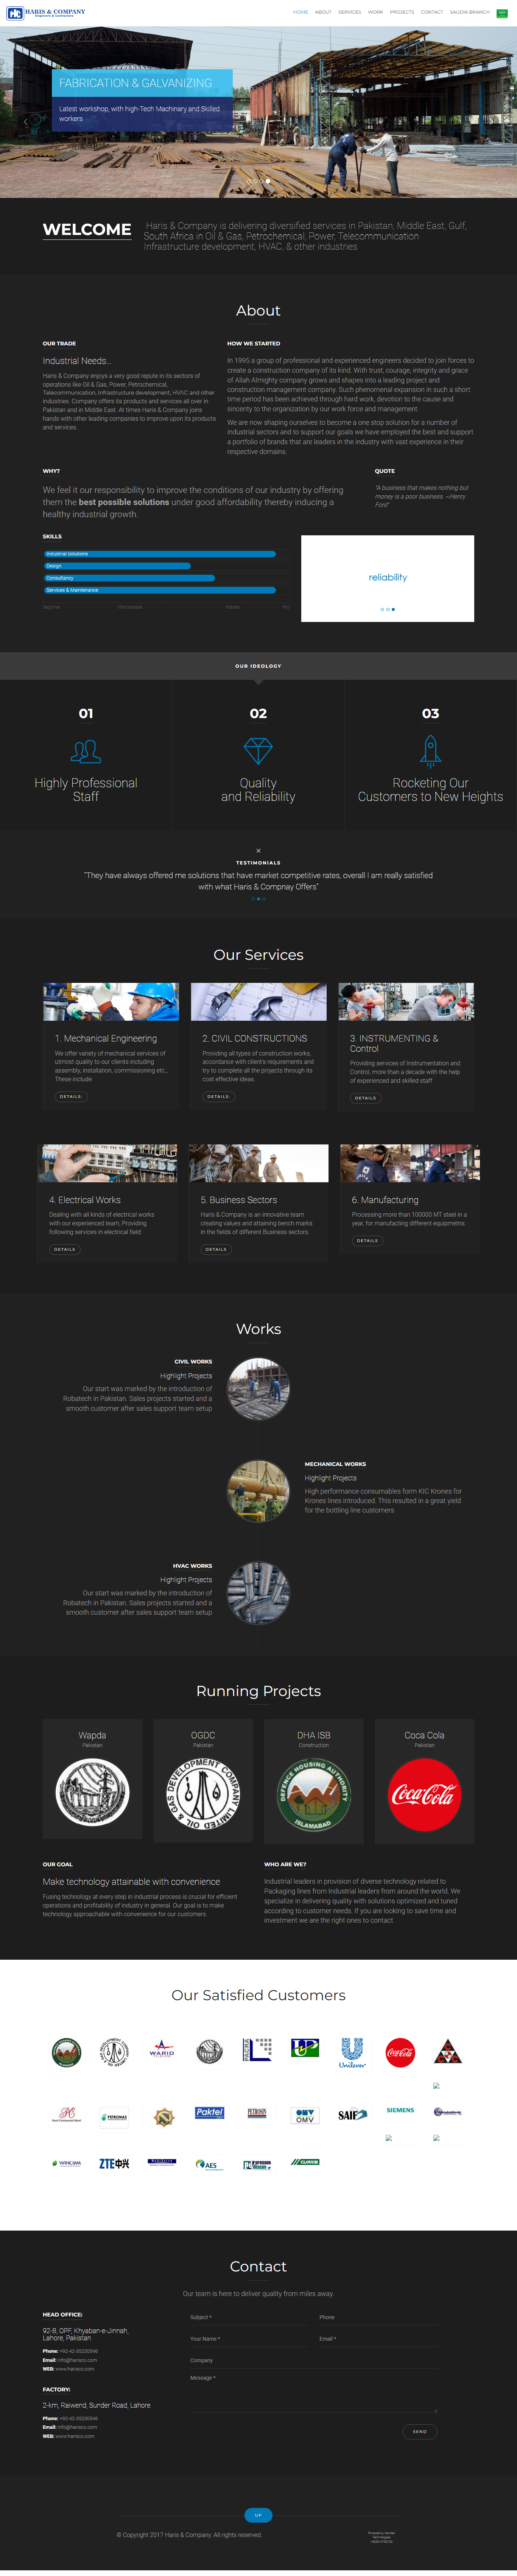 HARIS & COMPANY
Engineers & Contractors
HOME ABOUT SERVICES WORK PROJECTS CONTACT SAUDIA BRANCH
FABRICATION & GALVANIZING
Latest workshop, with high-Tech Machinary and Skilled
workers
WELCOME
Haris & Company is delivering diversified services in Pakistan, Middle East, Gulf,
South Africa in Oil & Gas, Petrochemical, Power, Telecommunication
Infrastructure development, HVAC, & other industries
About
OUR TRADE
Industrial Needs...
Haris & Company enjoys a very good repute in its sectors of
operations like Oil & Gas, Power, Petrochemical,
Telecommunication, Infrastructure development, HVAC and other
industries. Company offers its products and services all over in
Pakistan and in Middle East. At times Haris & Company joins
hands with other leading companies to improve upon its products
and services.
HOW WE STARTED
In 1995 a group of professional and experienced engineers decided to join forces to
create a construction company of its kind. With trust, courage, integrity and grace
of Allah Almighty company grows and shapes into a leading project and
construction management company. Such phenomenal expansion in such a short
time period has been achieved through hard work, devotion to the cause and
sincerity to the organization by our work force and management.
We are now shaping ourselves to become a one stop solution for a number of
industrial sectors and to support our goals we have employed the best and support
a portfolio of brands that are leaders in the industry with vast experience in their
respective domains.
WHY?
We feel it our responsibility to improve the conditions of our industry by offering
them the best possible solutions under good affordability thereby inducing a
healthy industrial growth.
QUOTE
"A business that makes nothing but
money is a poor business. —Henry
Ford"
SKILLS
Industrial Solutions
Design
Consultancy
Services & Maintenance
Beginner Intermediate Master Pro
reliability
OUR IDEOLOGY
01
Highly Professional
Staff
02
Quality
and Reliability
03
Rocketing Our
Customers to New Heights
TESTIMONIALS
"They have always offered me solutions that have market competitive rates, overall I am really satisfied
with what Haris & Compnay Offers"
Our Services
1. Mechanical Engineering
We offer variety of mechanical services of
utmost quality to our clients including and
assembly, installation, commissioning etc.,
These include:
DETAILS:
2. CIVIL CONSTRUCTIONS
Providing all types of construction works,
accordance with client's requirements and
try to complete all the projects through its
cost effective ideas.
DETAILS:
3. INSTRUMENTING &
Control
Providing services of Instrumentation and
Control, more than a decade with the help
of experienced and skilled staff
DETAILS
4. Electrical Works
Dealing with all kinds of electrical works
with our experienced team, Providing
following services in electrical field:
DETAILS
5. Business Sectors
Haris & Company is an innovative team
creating values and attaining bench marks
in the fields of different Business sectors.
DETAILS
6. Manufacturing
Processing more than 100000 MT steel in a
year, for manufacting differnt equipmetns.
DETAILS
Works
CIVIL WORKS
Highlight Projects
Our start was marked by the introduction of
Robatech in Pakistan. Sales projects started and a
smooth customer after sales support team setup
MECHANICAL WORKS
Highlight Projects
High performance consumables form KIC Krones for
Krones lines introduced. This resulted in a great yield
for the bottling line customers
HVAC WORKS
Highlight Projects
Our start was marked by the introduction of
Robatech in Pakistan. Sales projects started and a
smooth customer after sales support team setup
Running Projects
Wapda
Pakistan
OGDC
Pakistan
OIL & GAS DEVELOPMENT COMPANY LIMITED
DHA ISB
Construction
DEFENCE HOUSING AUTHORITY
ISLAMABAD
Coca Cola
Pakistan
Coca-Cola
OUR GOAL
Make technology attainable with convenience
Fusing technology at every step in industrial process is crucial for efficient
operations and profitability of industry in general. Our goal is to make
technology approachable with convenience for our customers.
WHO ARE WE?
Industrial leaders in provision of diverse technology related to
Packaging lines from Industrial leaders from around the world. We
specialize in delivering quality with solutions optimized and tuned
according to customer needs. If you are looking to save time and
investment we are the right ones to contact.
Our Satisfied Customers
WARID
Unilever
Coca-Cola
PETRONAS
Paktel
PETROSIN
OMV
SAIF
SIEMENS
WINCOM
ZTE中兴
AES
CLOUGH
Contact
Our team is here to deliver quality from miles away.
HEAD OFFICE:
92-B, OPF, Khyaban-e-Jinnah,
Lahore, Pakistan
Phone: +92-42-35230546
Email: info@harisco.com
WEB: www.harisco.com
FACTORY:
2-km, Raiwend, Sunder Road, Lahore
Phone: +92-42-35230546
Email: info@harisco.com
WEB: www.harisco.com
Subject * Phone
Your Name * Email *
Company
Message *
SEND
UP
© Copyright 2017 Haris & Company. All rights reserved.